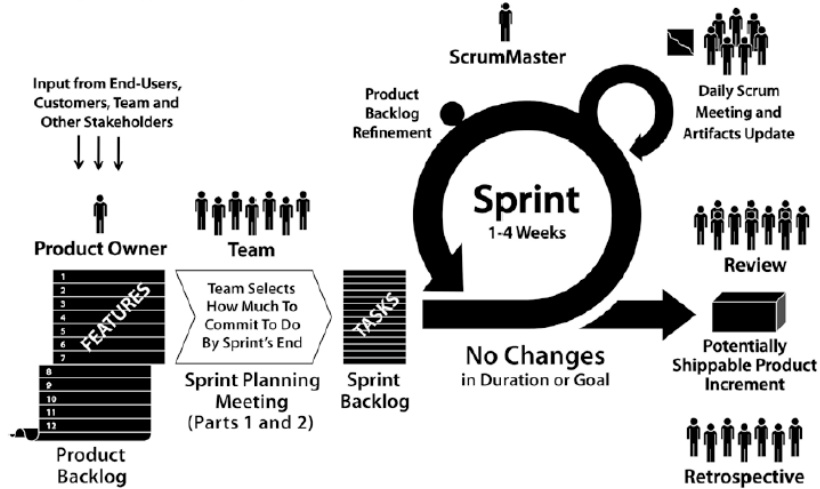 Input from End-Users,
Customers, Team and
Other Stakeholders
Product Owner
1
2
3
4
5
6
7
FEATURES
8
9
10
11
12
Product
Backlog
Team
Team Selects
How Much To
Commit To Do
By Sprint's End
Sprint Planning
Meeting
(Parts 1 and 2)
TASKS
Sprint
Backlog
ScrumMaster
Product
Backlog
Refinement
Sprint
1-4 Weeks
No Changes
in Duration or Goal
Daily Scrum
Meeting and
Artifacts Update
Review
Potentially
Shippable Product
Increment
Retrospective